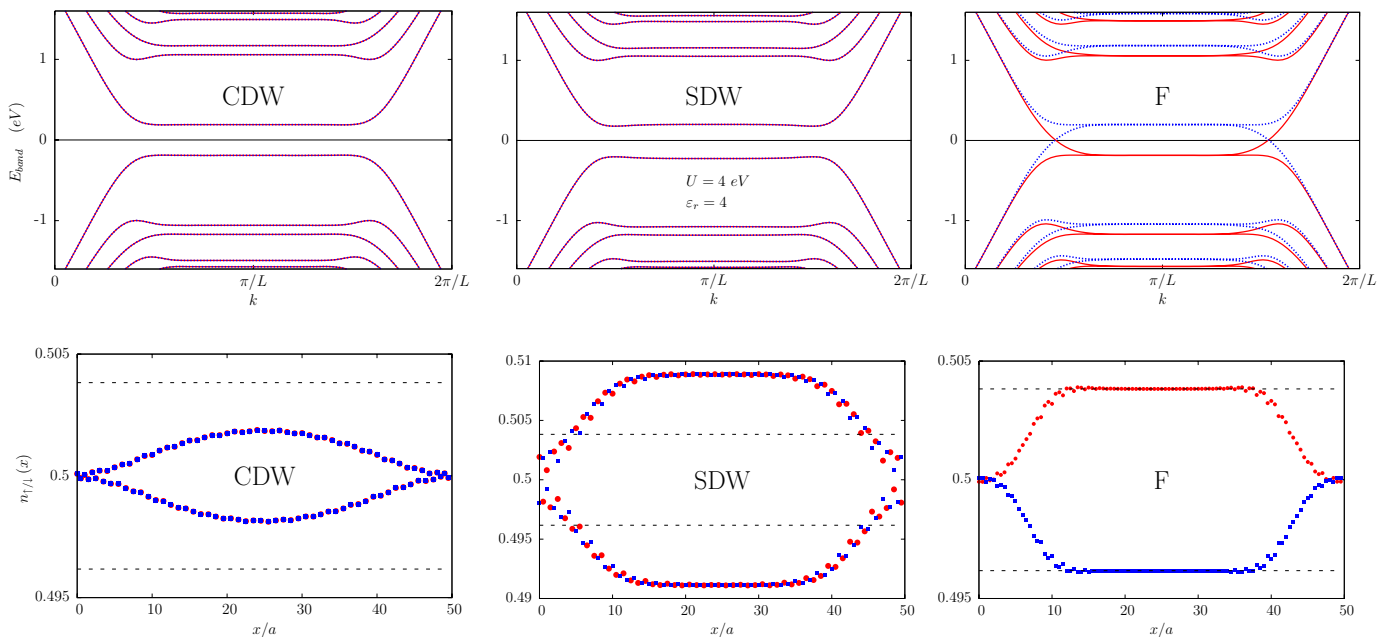 1
0
-1
E_band (eV)
CDW
0
π/L
2π/L
k
1
0
-1
SDW
U = 4 eV
ε_r = 4
0
π/L
2π/L
k
1
0
-1
F
0
π/L
2π/L
k
0.505
0.5
0.495
n_↑/↓(x)
CDW
0 10 20 30 40 50
x/a
0.51
0.505
0.5
0.495
0.49
SDW
0 10 20 30 40 50
x/a
0.505
0.5
0.495
F
0 10 20 30 40 50
x/a